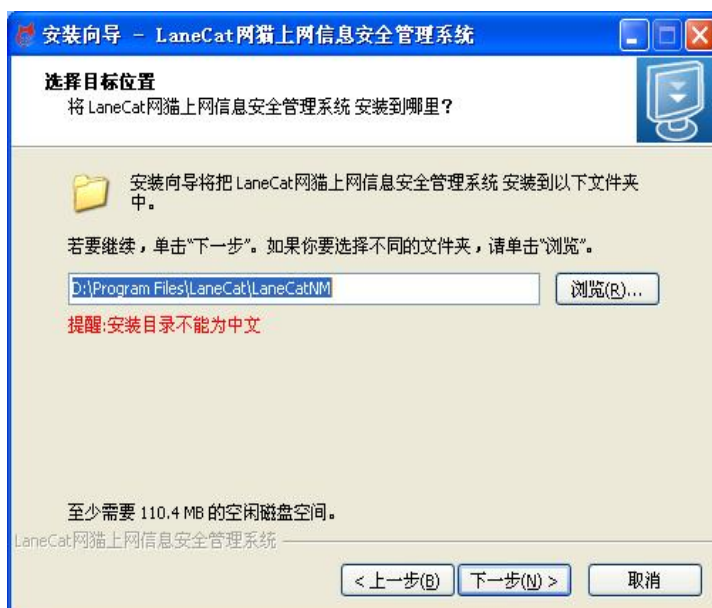 安装向导 - LaneCat网猫上网信息安全管理系统
选择目标位置
将 LaneCat网猫上网信息安全管理系统 安装到哪里？
安装向导将把 LaneCat网猫上网信息安全管理系统 安装到以下文件夹
中。
若要继续，单击“下一步”。如果你要选择不同的文件夹，请单击“浏览”。
D:\Program Files\LaneCat\LaneCatNM
浏览(R)...
提醒:安装目录不能为中文
至少需要 110.4 MB 的空闲磁盘空间。
LaneCat网猫上网信息安全管理系统
< 上一步(B) 下一步(N) > 取消